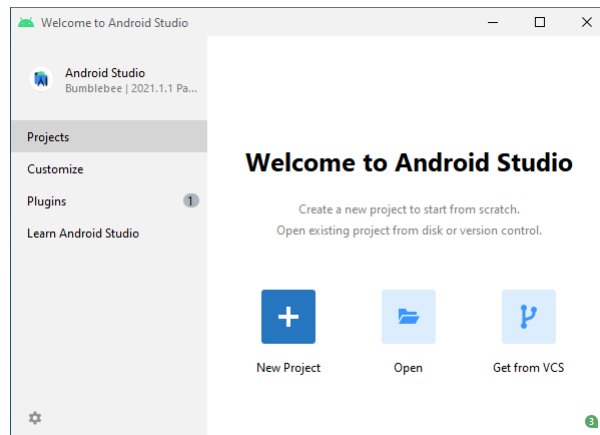 Welcome to Android Studio
Android Studio
Bumblebee | 2021.1.1 Pa...
Projects
Customize
Plugins
1
Learn Android Studio
Welcome to Android Studio
Create a new project to start from scratch.
Open existing project from disk or version control.
New Project
Open
Get from VCS
3